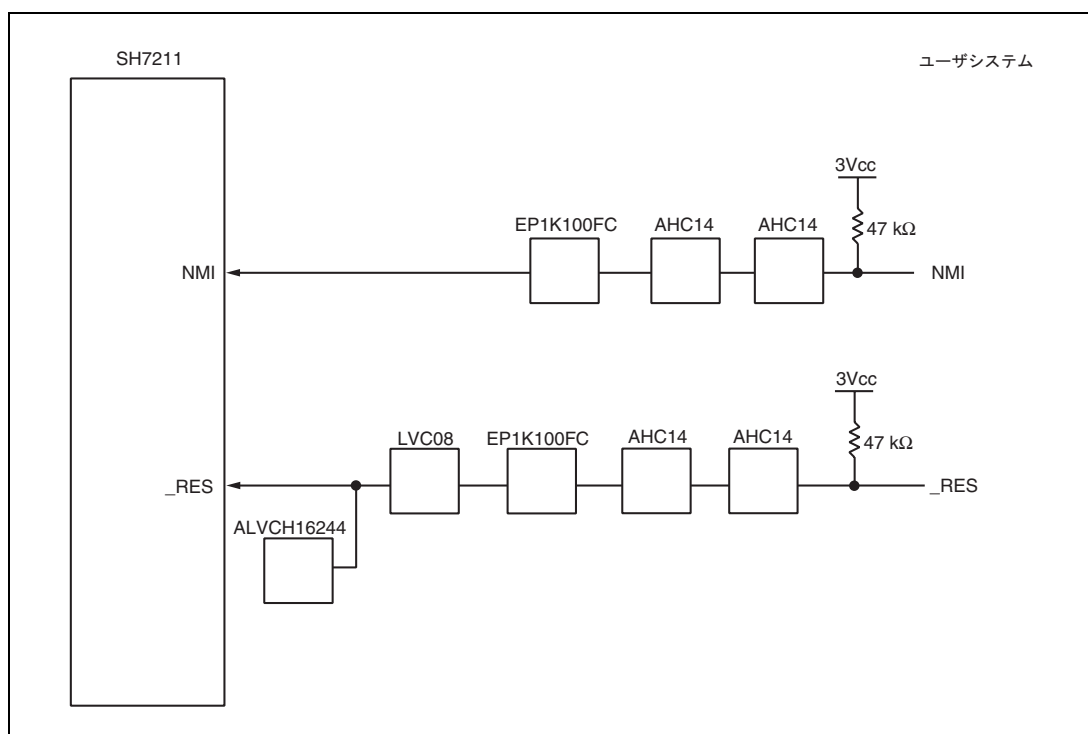 SH7211
ユーザシステム
3Vcc
47 kΩ
EP1K100FC
AHC14
AHC14
NMI
NMI
3Vcc
47 kΩ
LVC08
EP1K100FC
AHC14
AHC14
_RES
_RES
ALVCH16244